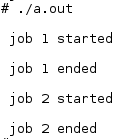 # ./a.out
job 1 started
job 1 ended
job 2 started
job 2 ended